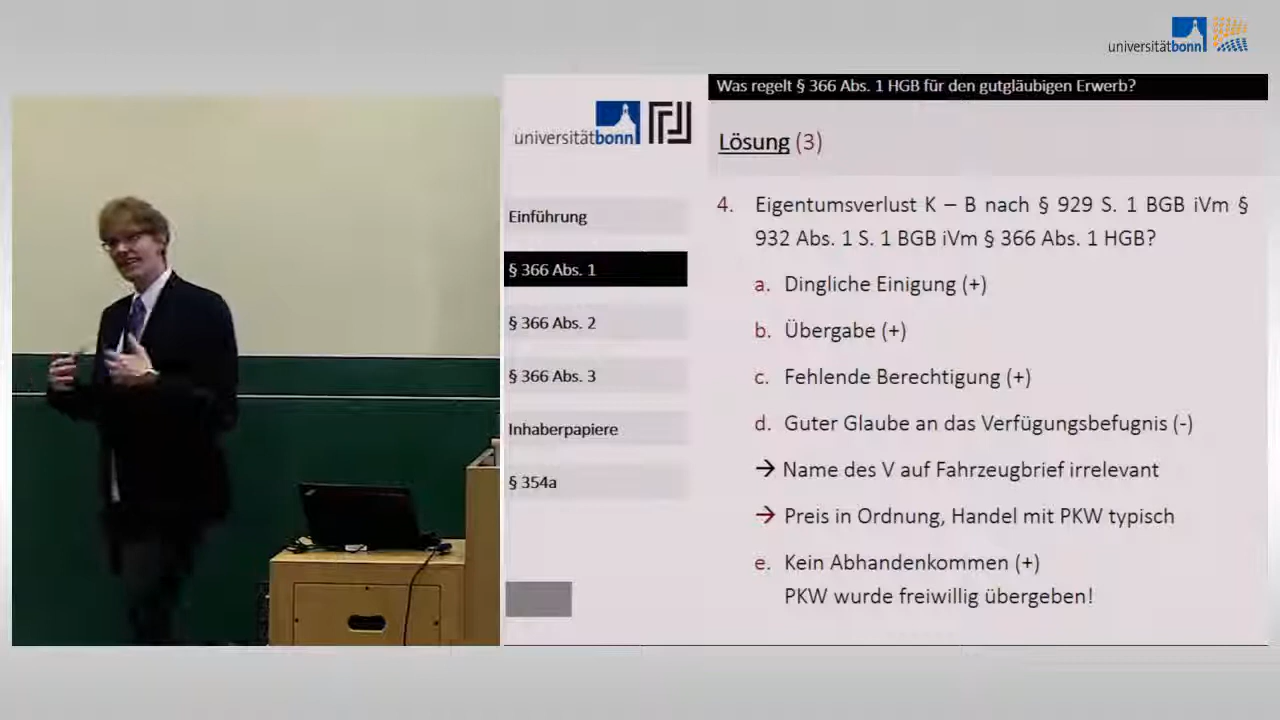 universitätbonn
Was regelt § 366 Abs. 1 HGB für den gutgläubigen Erwerb?
universitätbonn
Einführung
§ 366 Abs. 1
§ 366 Abs. 2
§ 366 Abs. 3
Inhaberpapiere
§ 354a
Lösung (3)
4. Eigentumsverlust K – B nach § 929 S. 1 BGB iVm §
932 Abs. 1 S. 1 BGB iVm § 366 Abs. 1 HGB?
a. Dingliche Einigung (+)
b. Übergabe (+)
c. Fehlende Berechtigung (+)
d. Guter Glaube an das Verfügungsbefugnis (-)
→ Name des V auf Fahrzeugbrief irrelevant
→ Preis in Ordnung, Handel mit PKW typisch
e. Kein Abhandenkommen (+)
PKW wurde freiwillig übergeben!